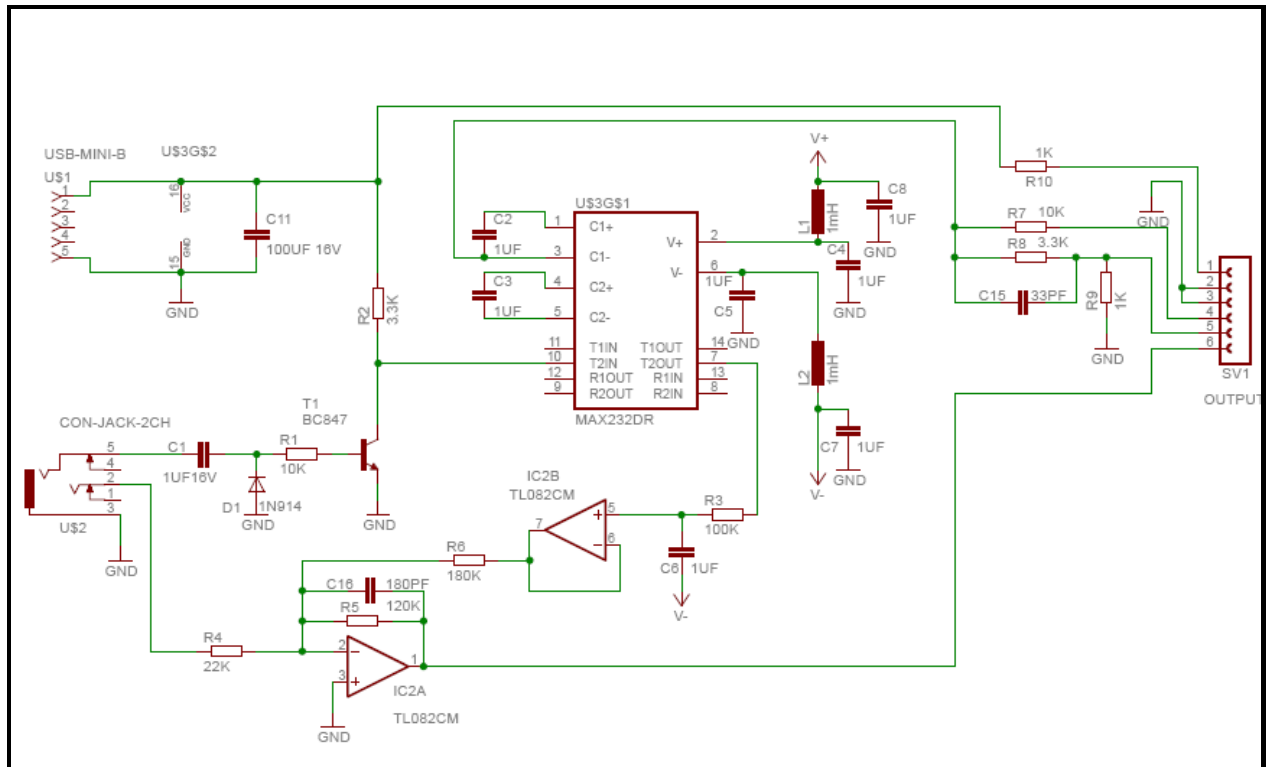 USB-MINI-B
U$1
1
2
3
4
5
U$3G$2
16
VCC
GND
15
GND
C11
100UF 16V
R2
3.3K
C2
1UF
C3
1UF
U$3G$1
1 C1+
3 C1-
4 C2+
5 C2-
11 T1IN
10 T2IN
12 R1OUT
9 R2OUT
V+ 2
V- 6
T1OUT 14
T2OUT 7
R1IN 13
R2IN 8
MAX232DR
V+
L1
1mH
C8
1UF
GND
C4
1UF
GND
1UF
C5
GND
L2
1mH
C7
1UF
GND
V-
1K
R10
GND
R7 10K
R8 3.3K
C15 33PF
R9
1K
GND
1
2
3
4
5
6
SV1
OUTPUT
CON-JACK-2CH
5
4
2
1
3
U$2
GND
C1
1UF16V
D1
1N914
GND
R1
10K
T1
BC847
GND
IC2B
TL082CM
7
5
+
6
-
R3
100K
C6 1UF
V-
R6
180K
C16 180PF
R5 120K
R4
22K
2
-
3
+
1
IC2A
TL082CM
GND